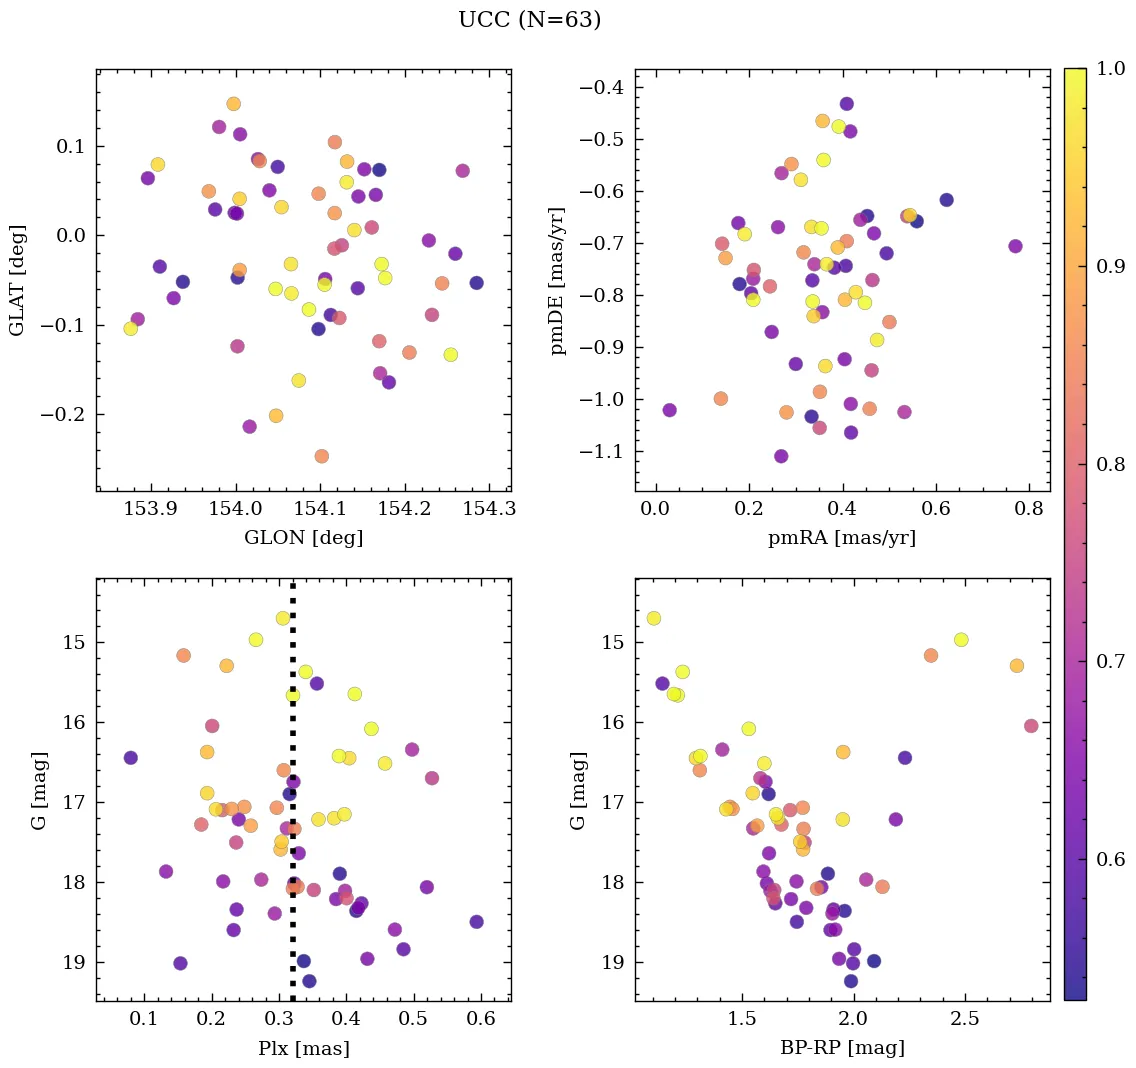 UCC (N=63)
0.1
0.0
−0.1
−0.2
GLAT [deg]
153.9 154.0 154.1 154.2 154.3
GLON [deg]
−0.4
−0.5
−0.6
−0.7
−0.8
−0.9
−1.0
−1.1
pmDE [mas/yr]
0.0 0.2 0.4 0.6 0.8
pmRA [mas/yr]
15
16
17
18
19
G [mag]
0.1 0.2 0.3 0.4 0.5 0.6
Plx [mas]
15
16
17
18
19
G [mag]
1.5 2.0 2.5
BP-RP [mag]
1.0
0.9
0.8
0.7
0.6